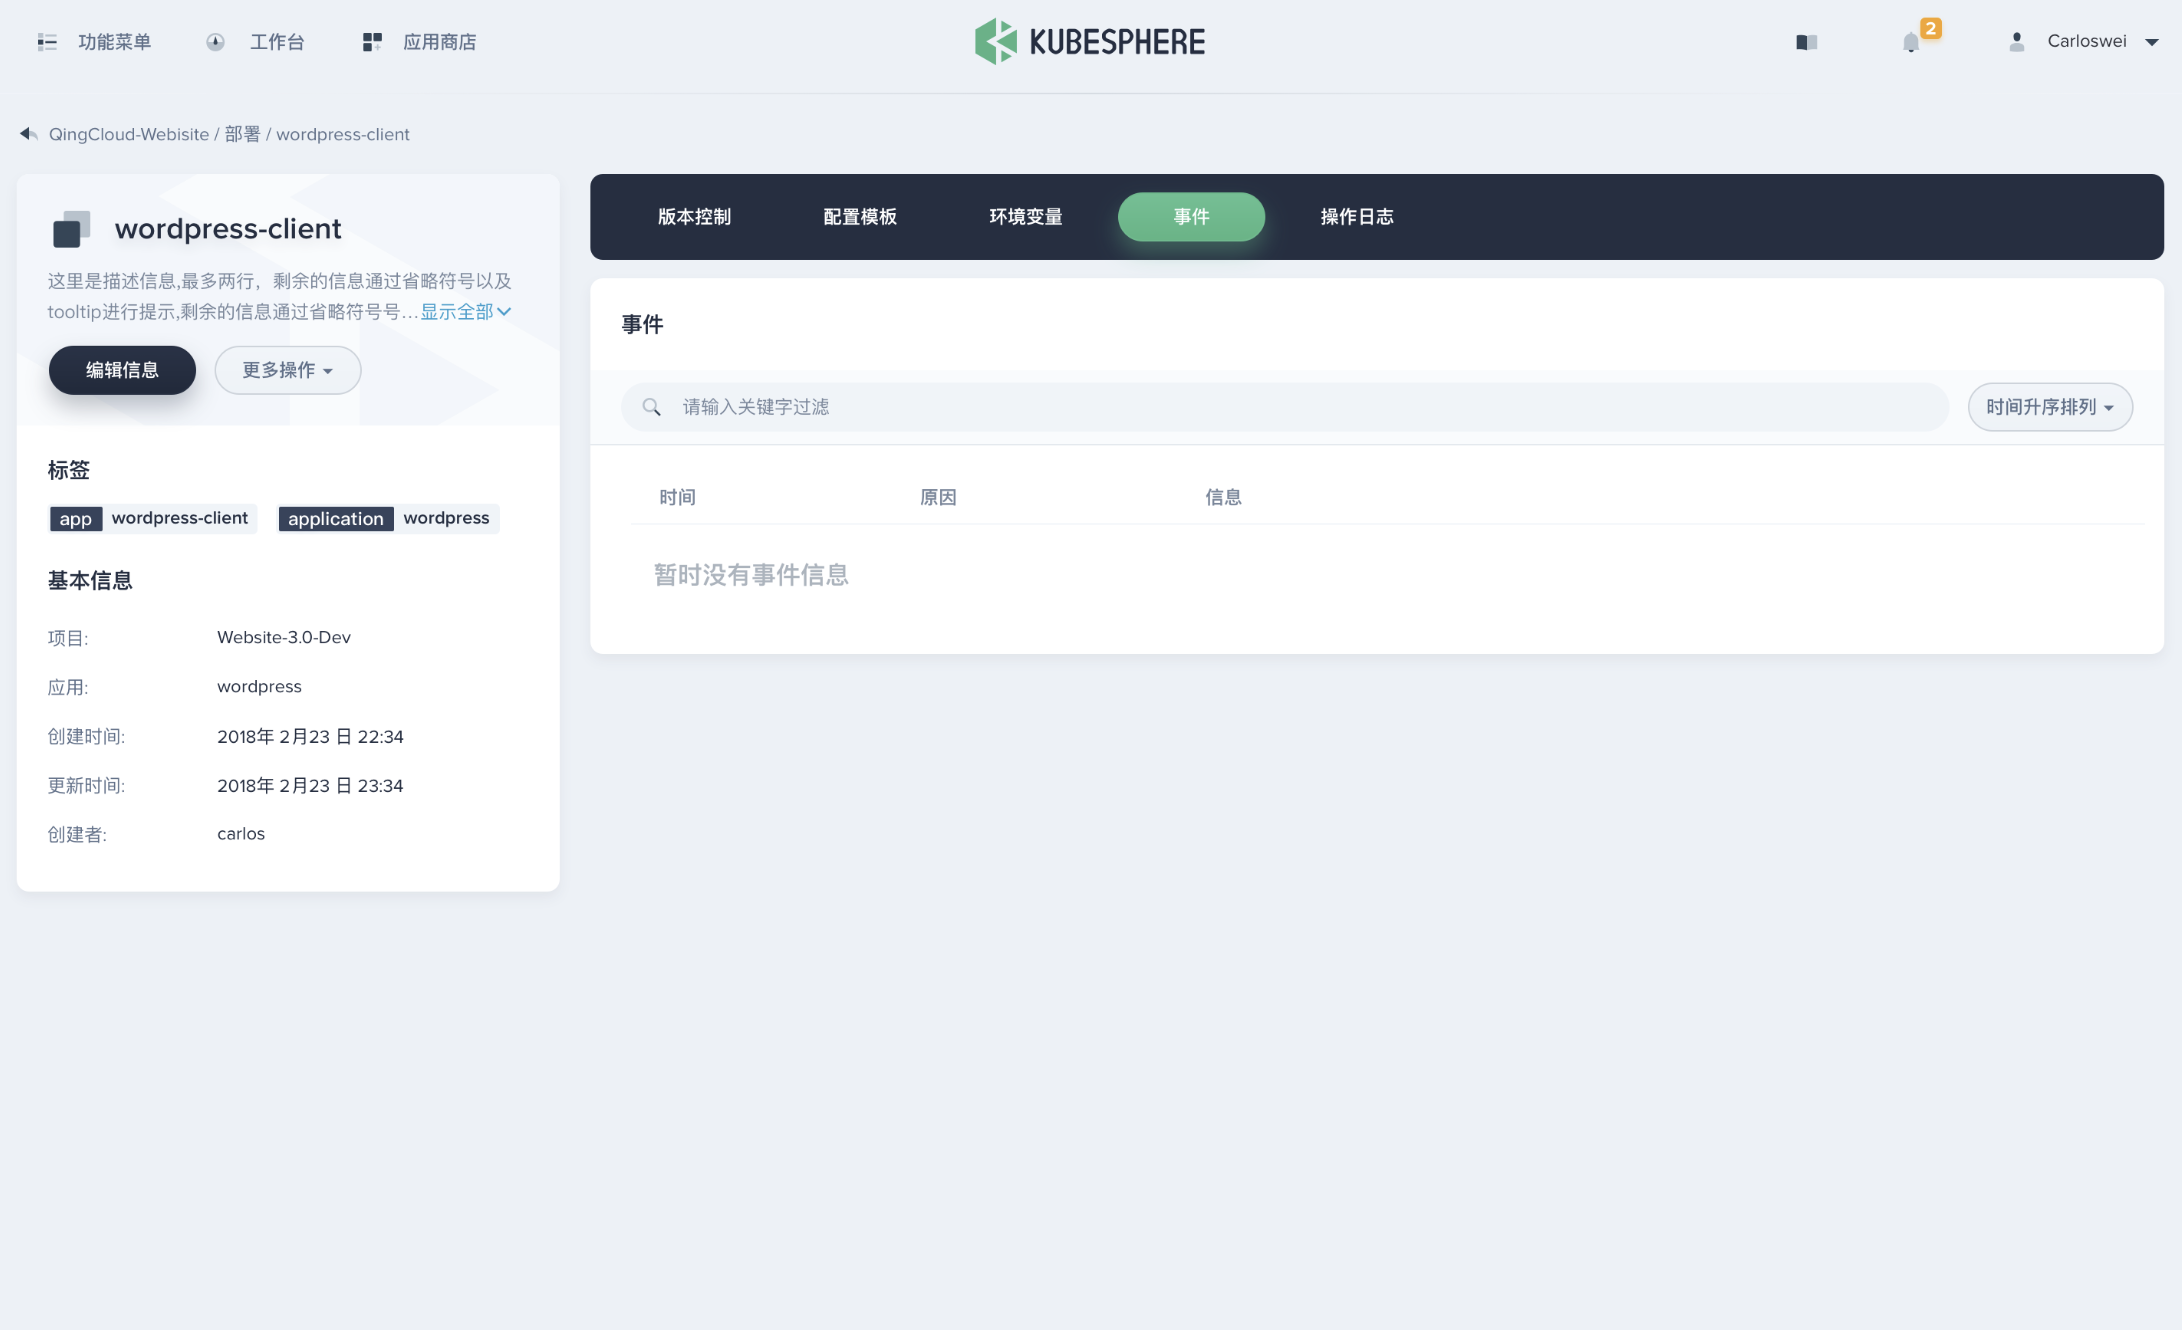 功能菜单
工作台
应用商店
KUBESPHERE
2
Carloswei
QingCloud-Webisite / 部署 / wordpress-client
wordpress-client
这里是描述信息,最多两行，剩余的信息通过省略符号以及
tooltip进行提示,剩余的信息通过省略符号号...显示全部
编辑信息
更多操作
标签
app wordpress-client
application wordpress
基本信息
项目: Website-3.0-Dev
应用: wordpress
创建时间: 2018年 2月23 日 22:34
更新时间: 2018年 2月23 日 23:34
创建者: carlos
版本控制
配置模板
环境变量
事件
操作日志
事件
请输入关键字过滤
时间升序排列
时间
原因
信息
暂时没有事件信息